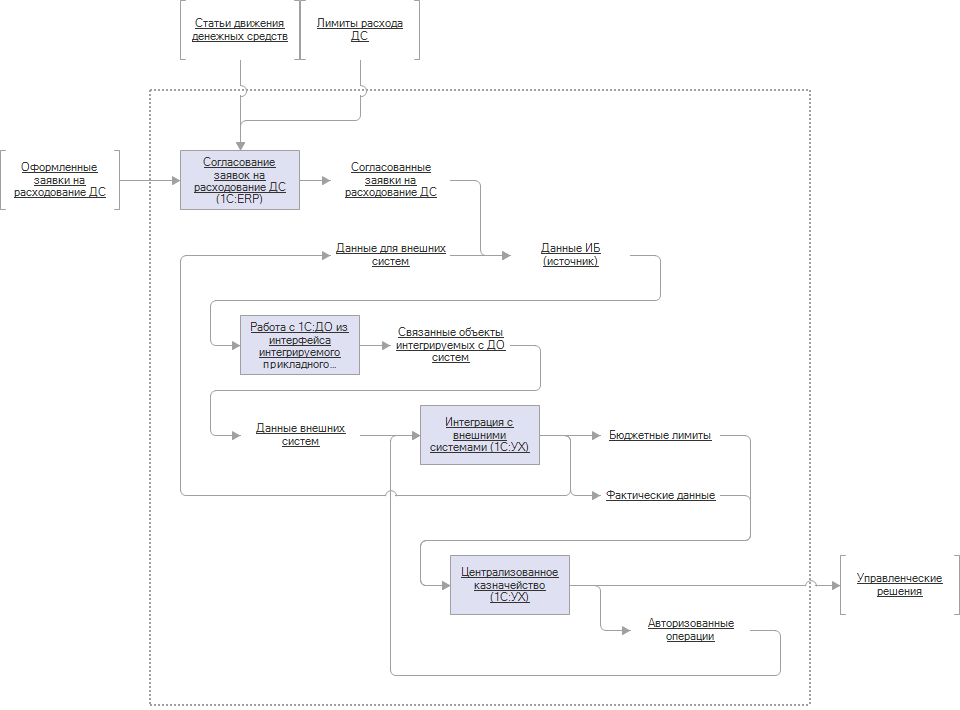 Статьи движения
денежных средств
Лимиты расхода
ДС
Оформленные
заявки на
расходование ДС
Согласование
заявок на
расходование ДС
(1С:ERP)
Согласованные
заявки на
расходование ДС
Данные для внешних
систем
Данные ИБ
(источник)
Работа с 1С:ДО из
интерфейса
интегрируемого
прикладного...
Связанные объекты
интегрируемых с ДО
систем
Данные внешних
систем
Интеграция с
внешними
системами (1С:УХ)
Бюджетные лимиты
Фактические данные
Централизованное
казначейство
(1С:УХ)
Управленческие
решения
Авторизованные
операции